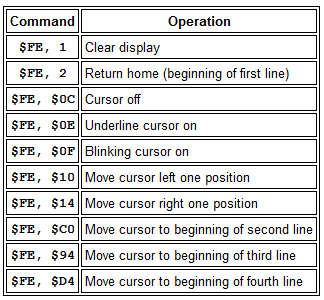 Command Operation
$FE, 1 Clear display
$FE, 2 Return home (beginning of first line)
$FE, $0C Cursor off
$FE, $0E Underline cursor on
$FE, $0F Blinking cursor on
$FE, $10 Move cursor left one position
$FE, $14 Move cursor right one position
$FE, $C0 Move cursor to beginning of second line
$FE, $94 Move cursor to beginning of third line
$FE, $D4 Move cursor to beginning of fourth line